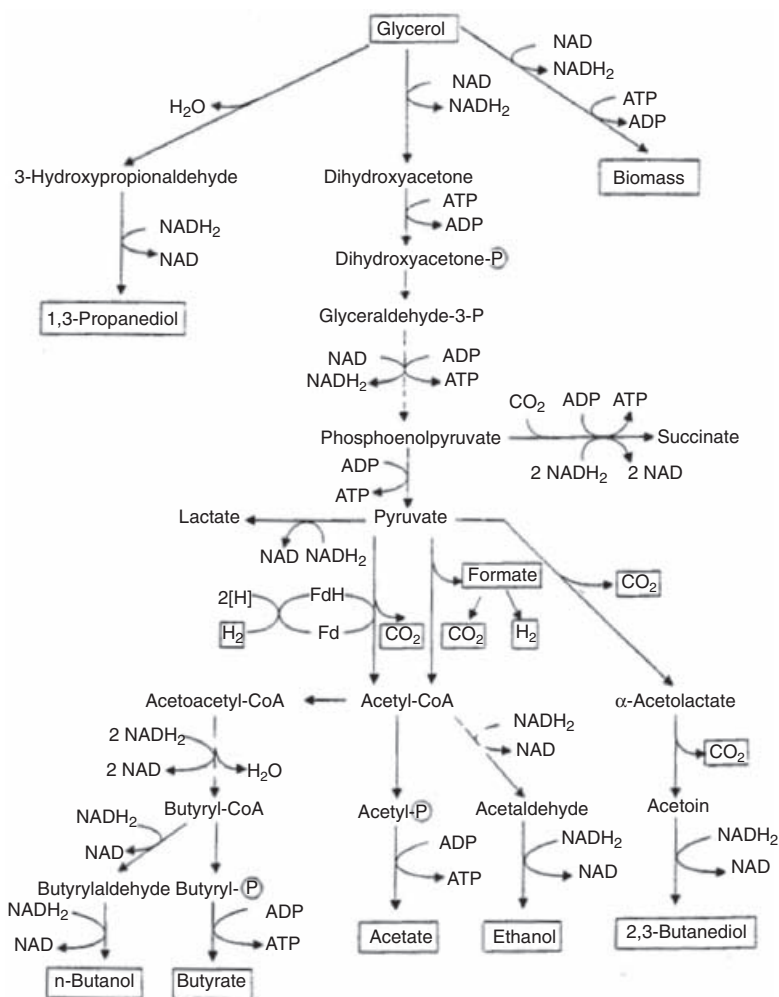 Glycerol
NAD
NADH2
NAD
NADH2
ATP
ADP
H2O
3-Hydroxypropionaldehyde
Dihydroxyacetone
Biomass
NADH2
NAD
ATP
ADP
Dihydroxyacetone-P
1,3-Propanediol
Glyceraldehyde-3-P
NAD
ADP
NADH2
ATP
CO2
ADP
ATP
Phosphoenolpyruvate
Succinate
ADP
ATP
2 NADH2
2 NAD
Lactate
Pyruvate
NAD NADH2
2[H]
FdH
Formate
CO2
H2
Fd
CO2
CO2
H2
Acetoacetyl-CoA
Acetyl-CoA
α-Acetolactate
2 NADH2
2 NAD
H2O
NADH2
NAD
CO2
Butyryl-CoA
Acetyl-P
Acetaldehyde
Acetoin
NADH2
NAD
ADP
ATP
NADH2
NAD
NADH2
NAD
Butyrylaldehyde
Butyryl-P
NADH2
NAD
ADP
ATP
Acetate
Ethanol
2,3-Butanediol
n-Butanol
Butyrate